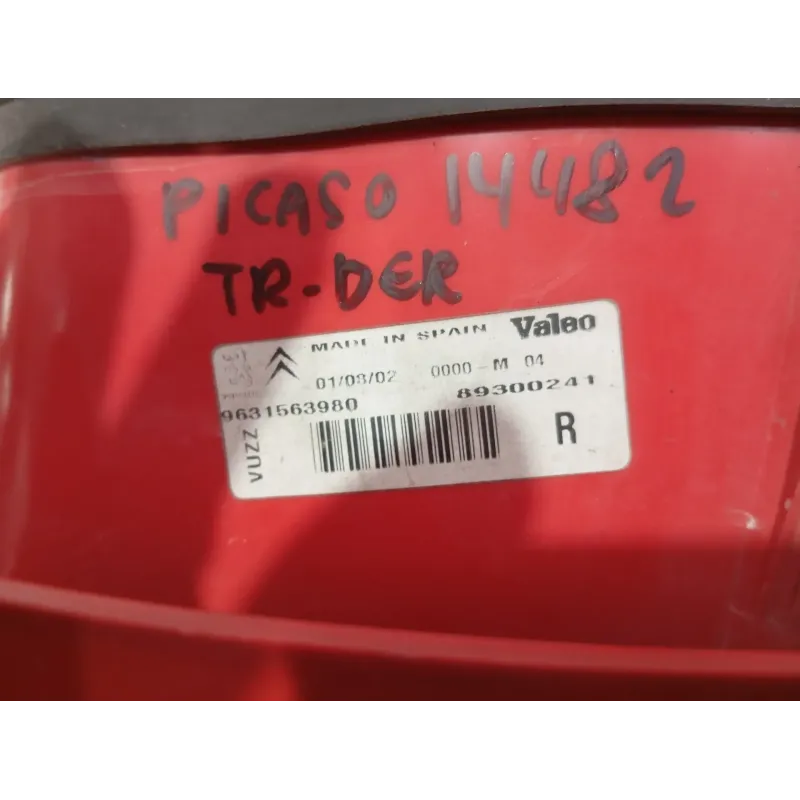 PICASO 14482
TR-DER
MADE IN SPAIN Valeo
01/08/02 0000-M 04
9631563980 89300241
VUZZ
R